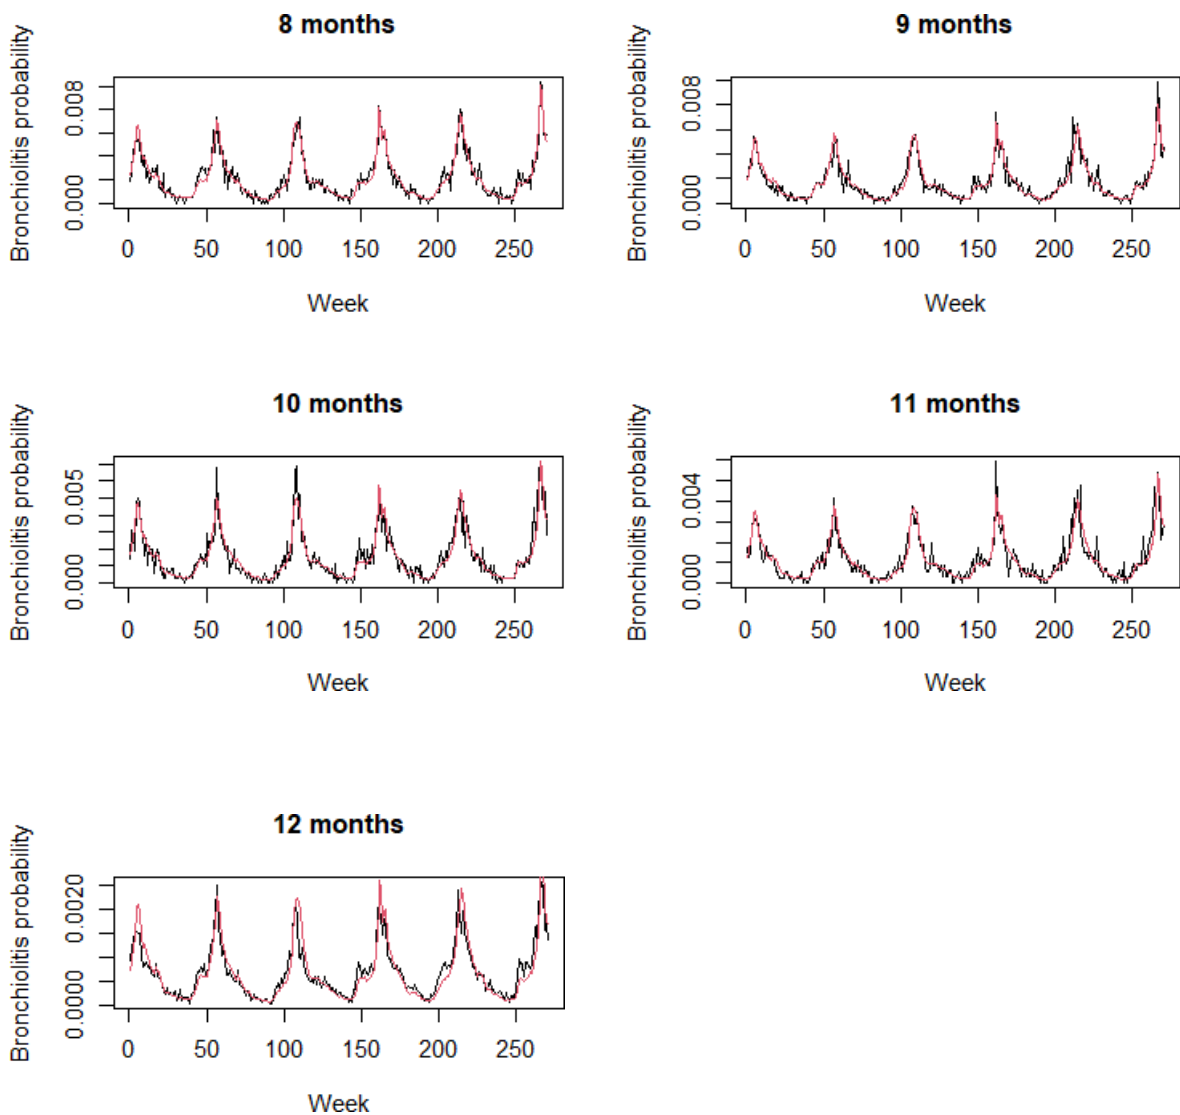 8 months
Bronchiolitis probability
0.008
0.000
0 50 100 150 200 250
Week
9 months
Bronchiolitis probability
0.008
0.000
0 50 100 150 200 250
Week
10 months
Bronchiolitis probability
0.005
0.000
0 50 100 150 200 250
Week
11 months
Bronchiolitis probability
0.004
0.000
0 50 100 150 200 250
Week
12 months
Bronchiolitis probability
0.0020
0.0000
0 50 100 150 200 250
Week